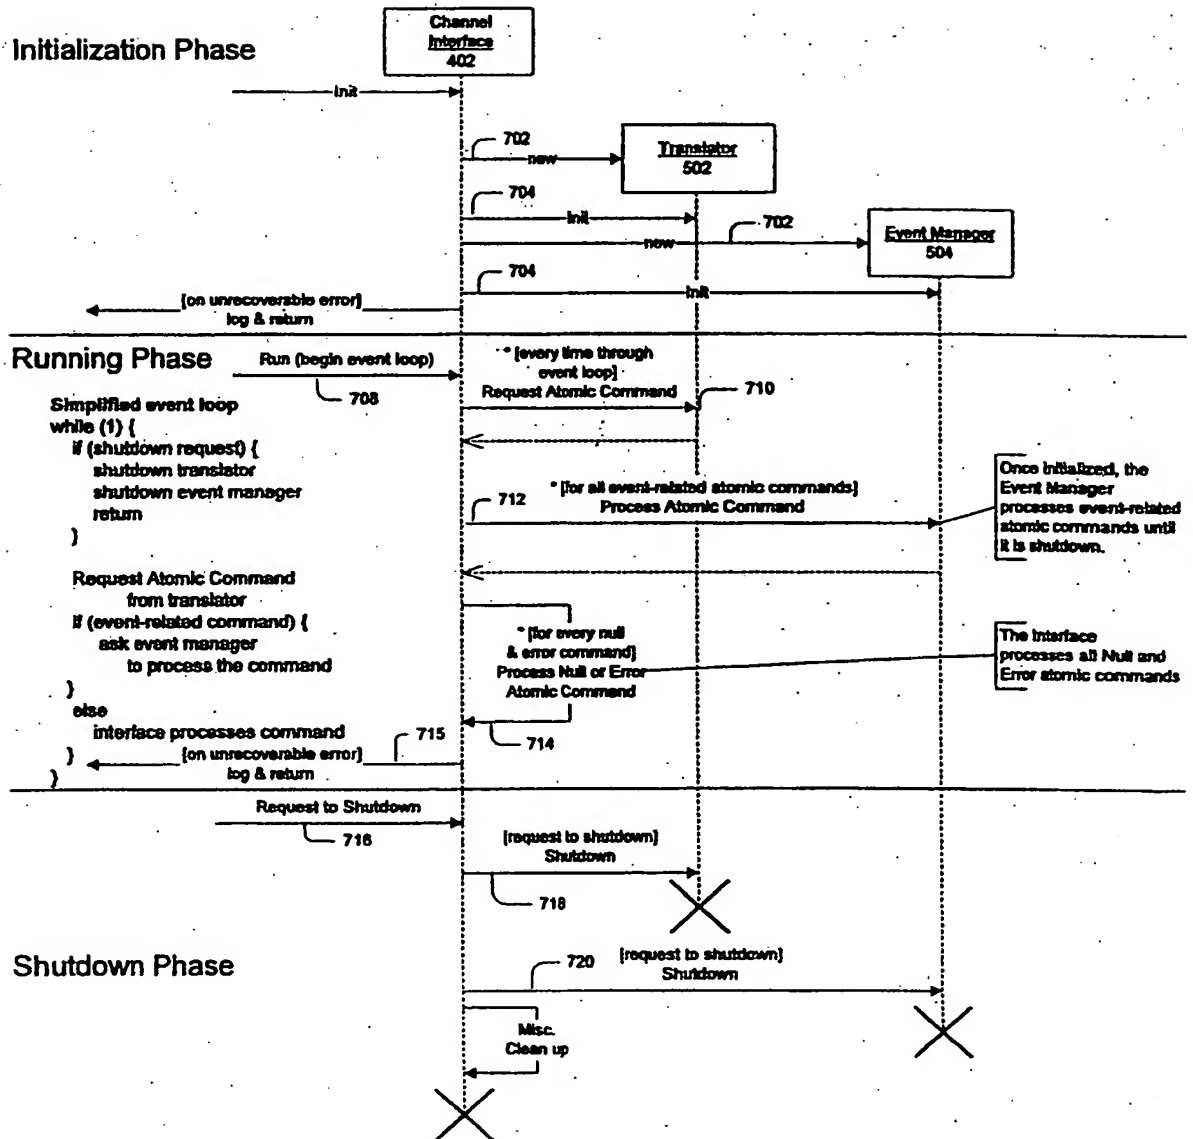 Channel
Interface
402
Initialization Phase
Init
702
new
Translator
502
704
Init
702
new
Event Manager
504
704
Init
[on unrecoverable error]
log & return
Running Phase
Run (begin event loop)
708
* [every time through
event loop]
Request Atomic Command
710
Simplified event loop
while (1) {
if (shutdown request) {
shutdown translator
shutdown event manager
return
}
712
* [for all event-related atomic commands]
Process Atomic Command
Once initialized, the
Event Manager
processes event-related
atomic commands until
it is shutdown.
Request Atomic Command
from translator
if (event-related command) {
ask event manager
to process the command
}
else
interface processes command
}
}
* [for every null
& error command]
Process Null or Error
Atomic Command
714
The Interface
processes all Null and
Error atomic commands
715
[on unrecoverable error]
log & return
Request to Shutdown
716
[request to shutdown]
Shutdown
718
Shutdown Phase
720
[request to shutdown]
Shutdown
Misc.
Clean up